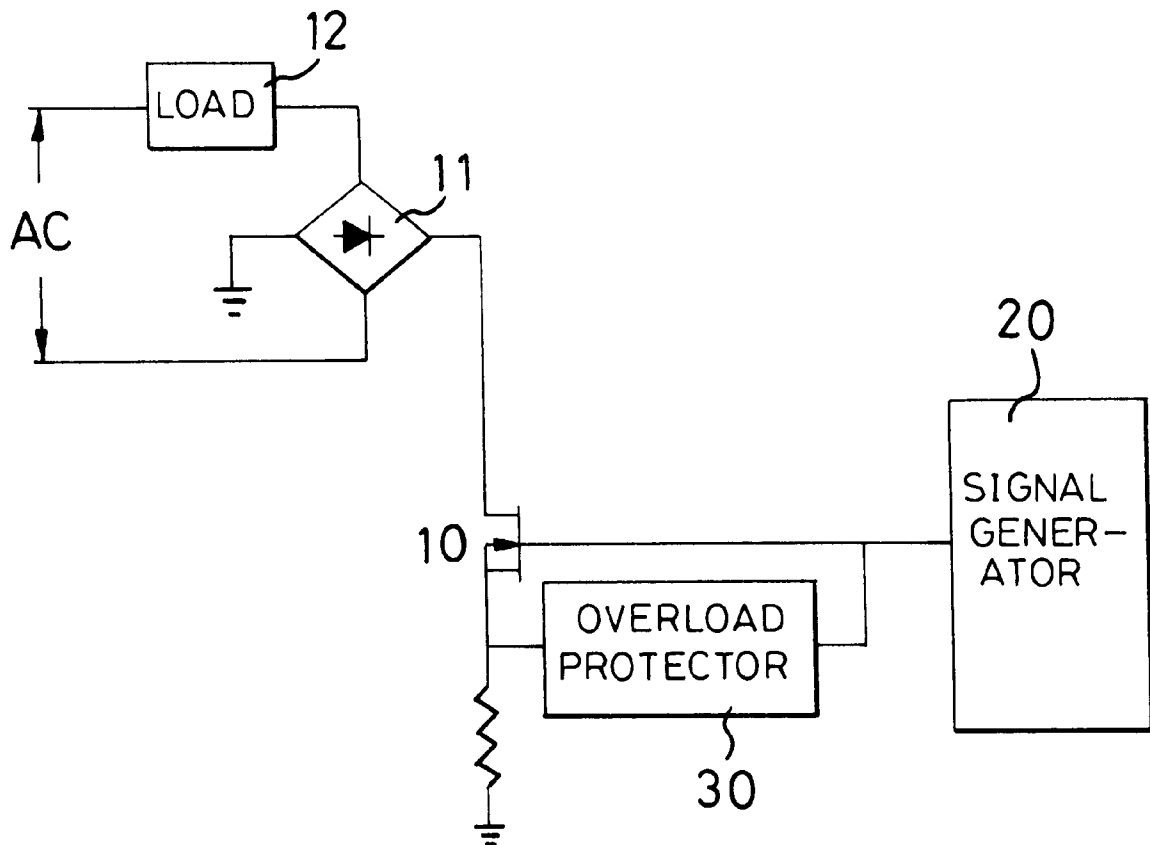 12
LOAD
11
AC
20
SIGNAL
GENER-
ATOR
10
OVERLOAD
PROTECTOR
30